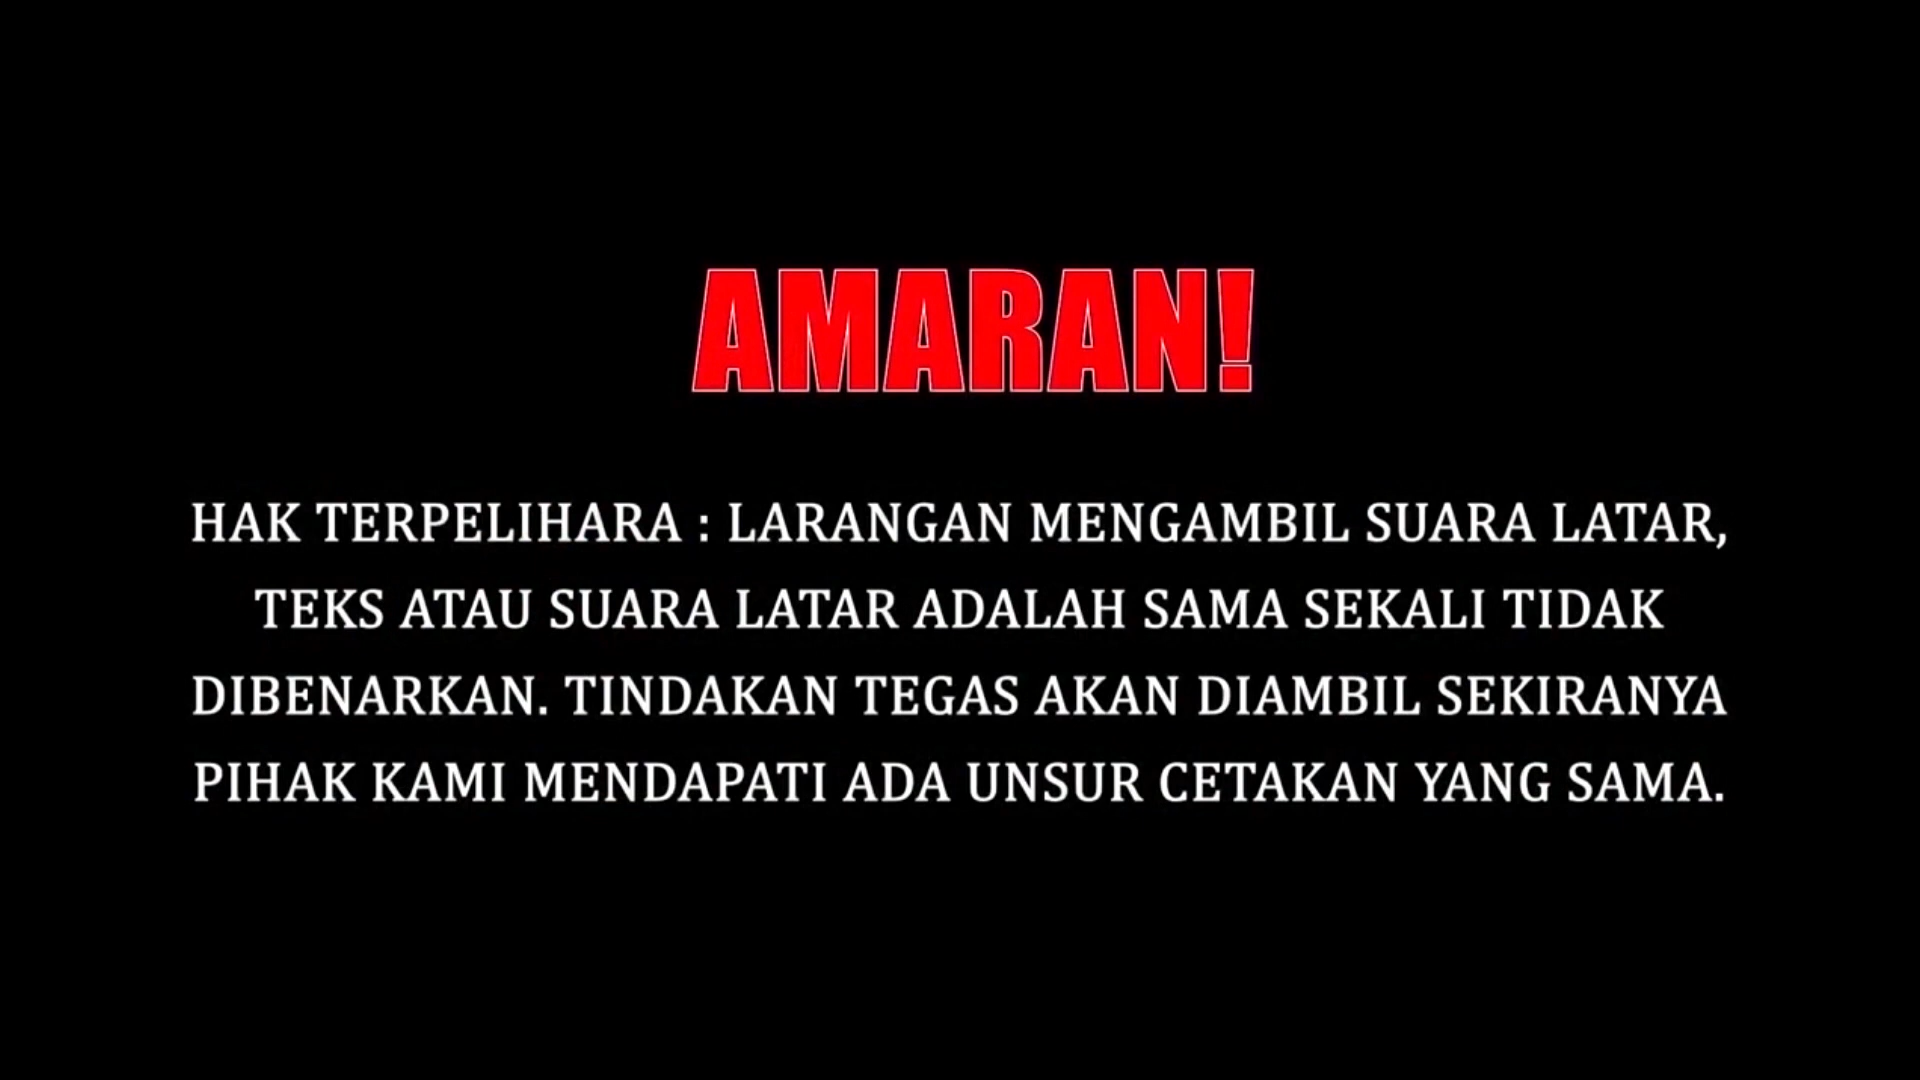 AMARAN!
HAK TERPELIHARA : LARANGAN MENGAMBIL SUARA LATAR,
TEKS ATAU SUARA LATAR ADALAH SAMA SEKALI TIDAK
DIBENARKAN. TINDAKAN TEGAS AKAN DIAMBIL SEKIRANYA
PIHAK KAMI MENDAPATI ADA UNSUR CETAKAN YANG SAMA.